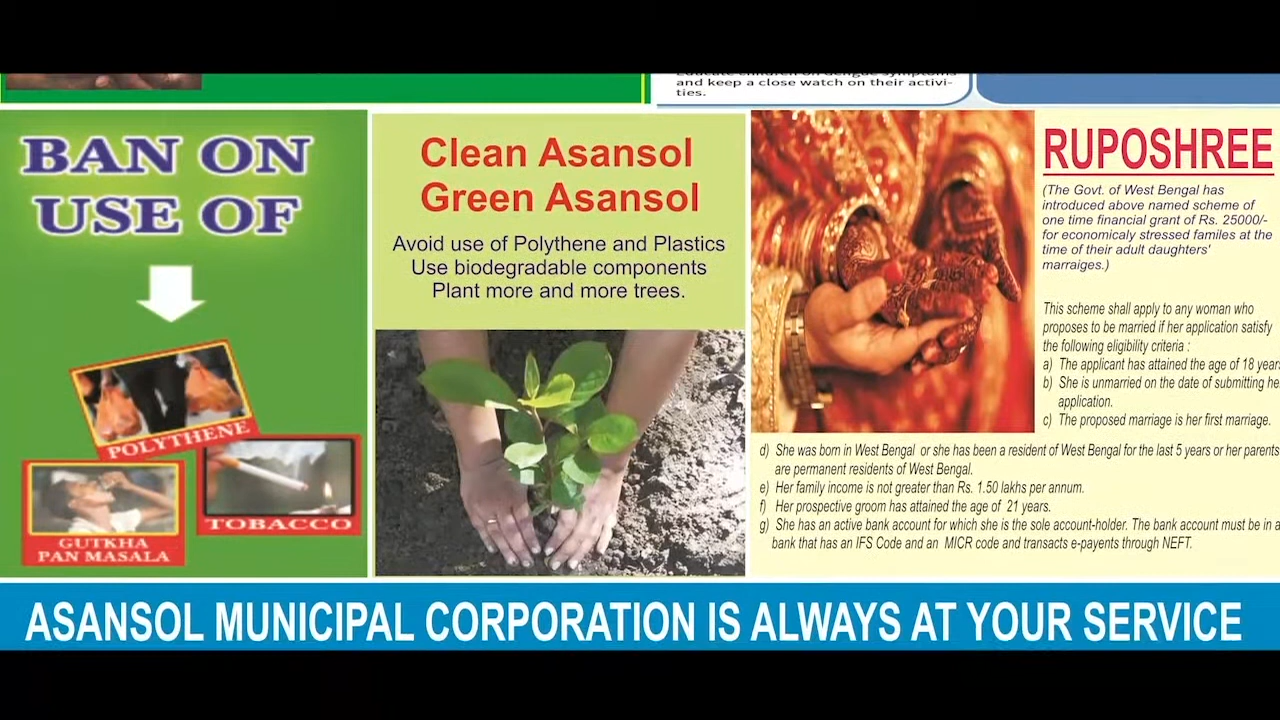 Educate children on dengue symptoms
and keep a close watch on their activi-
ties.
BAN ON
USE OF
POLYTHENE
TOBACCO
GUTKHA
PAN MASALA
Clean Asansol
Green Asansol
Avoid use of Polythene and Plastics
Use biodegradable components
Plant more and more trees.
RUPOSHREE
(The Govt. of West Bengal has
introduced above named scheme of
one time financial grant of Rs. 25000/-
for economicaly stressed familes at the
time of their adult daughters'
marraiges.)
This scheme shall apply to any woman who
proposes to be married if her application satisfy
the following eligibility criteria :
a) The applicant has attained the age of 18 years
b) She is unmarried on the date of submitting he
application.
c) The proposed marriage is her first marriage.
d) She was born in West Bengal or she has been a resident of West Bengal for the last 5 years or her parents
are permanent residents of West Bengal.
e) Her family income is not greater than Rs. 1.50 lakhs per annum.
f) Her prospective groom has attained the age of 21 years.
g) She has an active bank account for which she is the sole account-holder. The bank account must be in a
bank that has an IFS Code and an MICR code and transacts e-payents through NEFT.
ASANSOL MUNICIPAL CORPORATION IS ALWAYS AT YOUR SERVICE